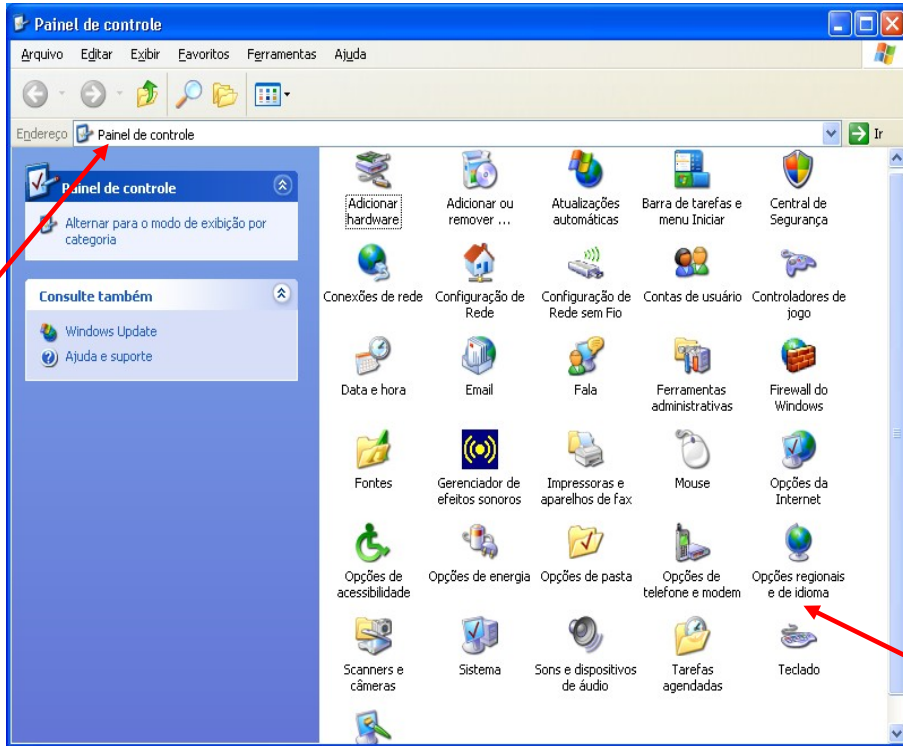 Painel de controle
Arquivo Editar Exibir Favoritos Ferramentas Ajuda
Endereço Painel de controle Ir
Painel de controle
Alternar para o modo de exibição por
categoria
Consulte também
Windows Update
Ajuda e suporte
Adicionar
hardware
Adicionar ou
remover ...
Atualizações
automáticas
Barra de tarefas e
menu Iniciar
Central de
Segurança
Conexões de rede
Configuração de
Rede
Configuração de
Rede sem Fio
Contas de usuário
Controladores de
jogo
Data e hora
Email
Fala
Ferramentas
administrativas
Firewall do
Windows
Fontes
Gerenciador de
efeitos sonoros
Impressoras e
aparelhos de fax
Mouse
Opções da
Internet
Opções de
acessibilidade
Opções de energia
Opções de pasta
Opções de
telefone e modem
Opções regionais
e de idioma
Scanners e
câmeras
Sistema
Sons e dispositivos
de áudio
Tarefas
agendadas
Teclado